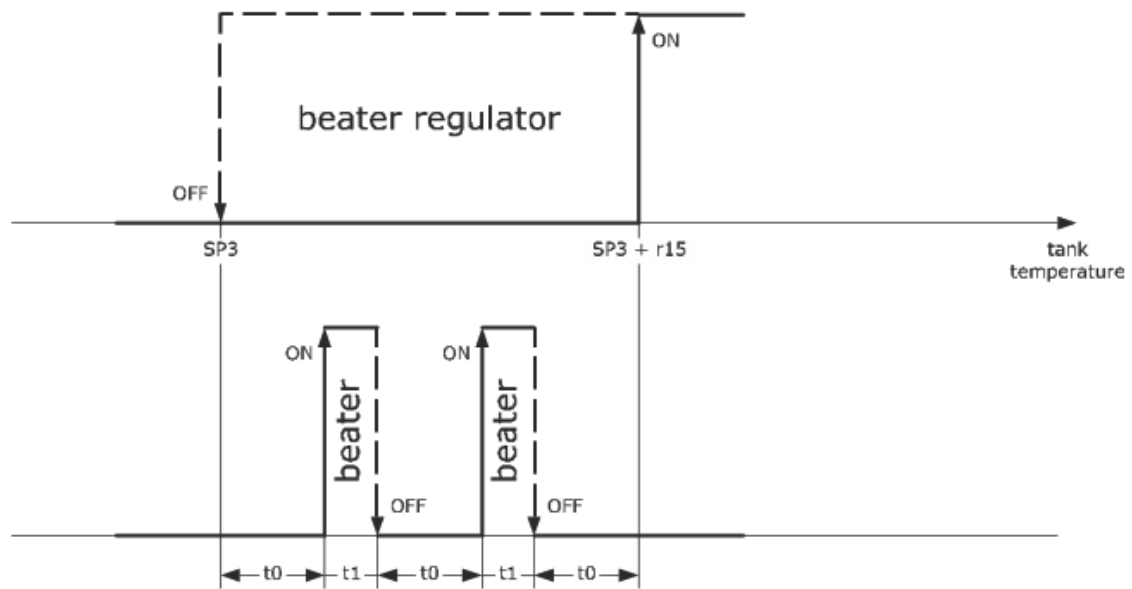 ON
beater regulator
OFF
SP3
SP3 + r15
tank
temperature
ON
beater
OFF
ON
beater
OFF
t0
t1
t0
t1
t0